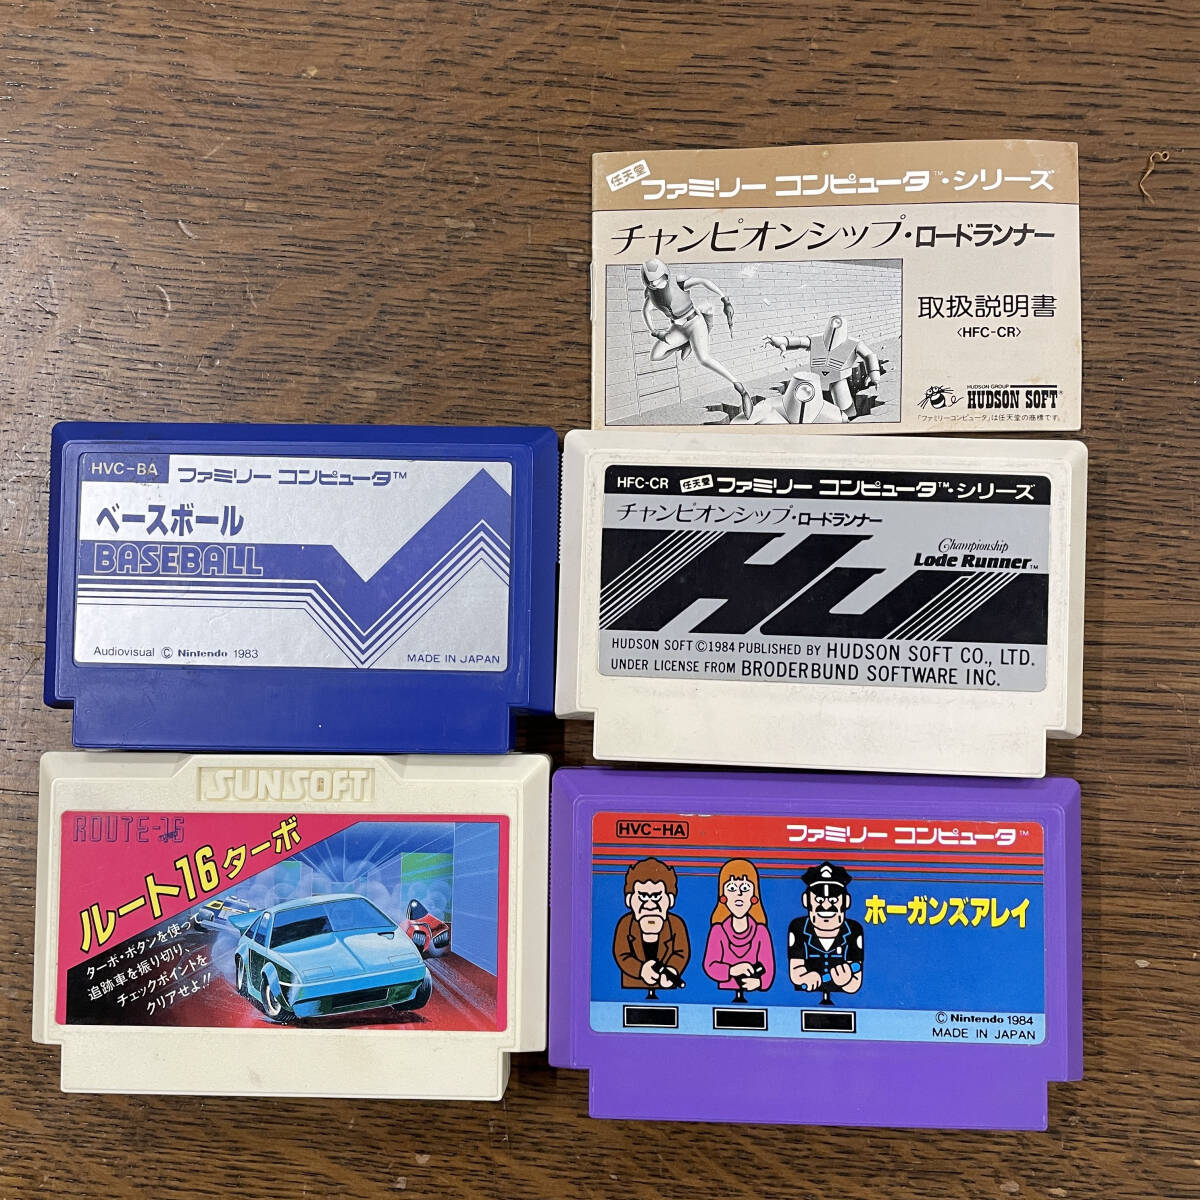 任天堂 ファミリー コンピュータ™・シリーズ
チャンピオンシップ・ロードランナー
取扱説明書
〈HFC-CR〉
HUDSON GROUP
HUDSON SOFT®
「ファミリーコンピュータ」は任天堂の商標です。
HVC-BA ファミリー コンピュータ™
ベースボール
BASEBALL
Audiovisual © Nintendo 1983
MADE IN JAPAN
HFC-CR 任天堂 ファミリー コンピュータ™・シリーズ
チャンピオンシップ・ロードランナー
Championship
Lode Runner™
HU
HUDSON SOFT © 1984 PUBLISHED BY HUDSON SOFT CO., LTD.
UNDER LICENSE FROM BRODERBUND SOFTWARE INC.
SUNSOFT
ROUTE-16
ルート16ターボ
ターボ・ボタンを使って
追跡車を振り切り、
チェックポイントを
クリアせよ!!
HVC-HA ファミリー コンピュータ™
ホーガンズアレイ
© Nintendo 1984
MADE IN JAPAN